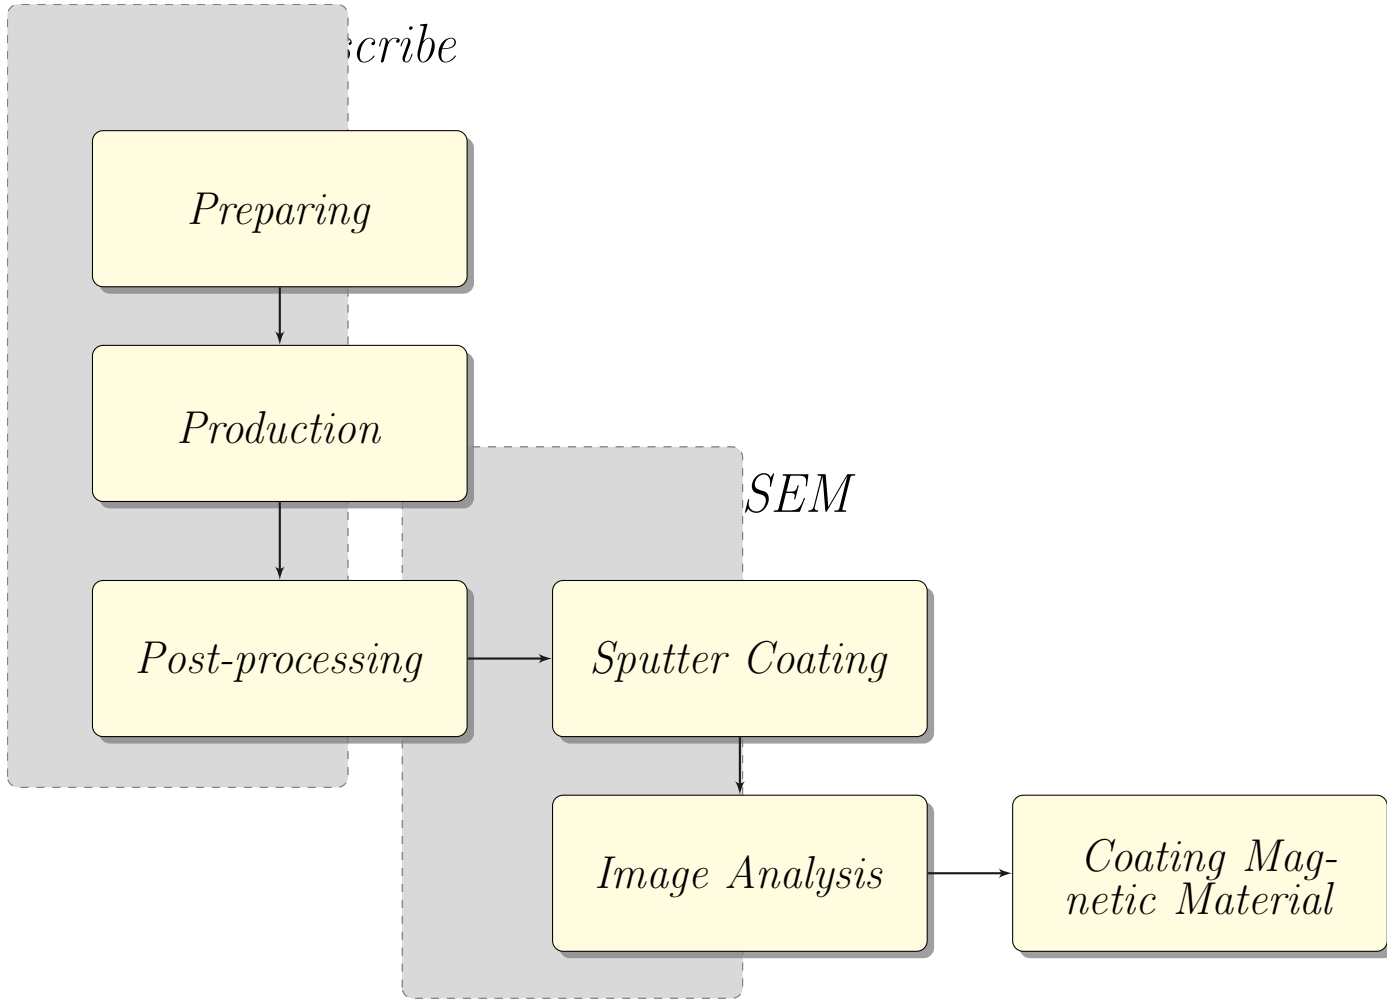 scribe
Preparing
Production
SEM
Post-processing
Sputter Coating
Image Analysis
Coating Mag-
netic Material